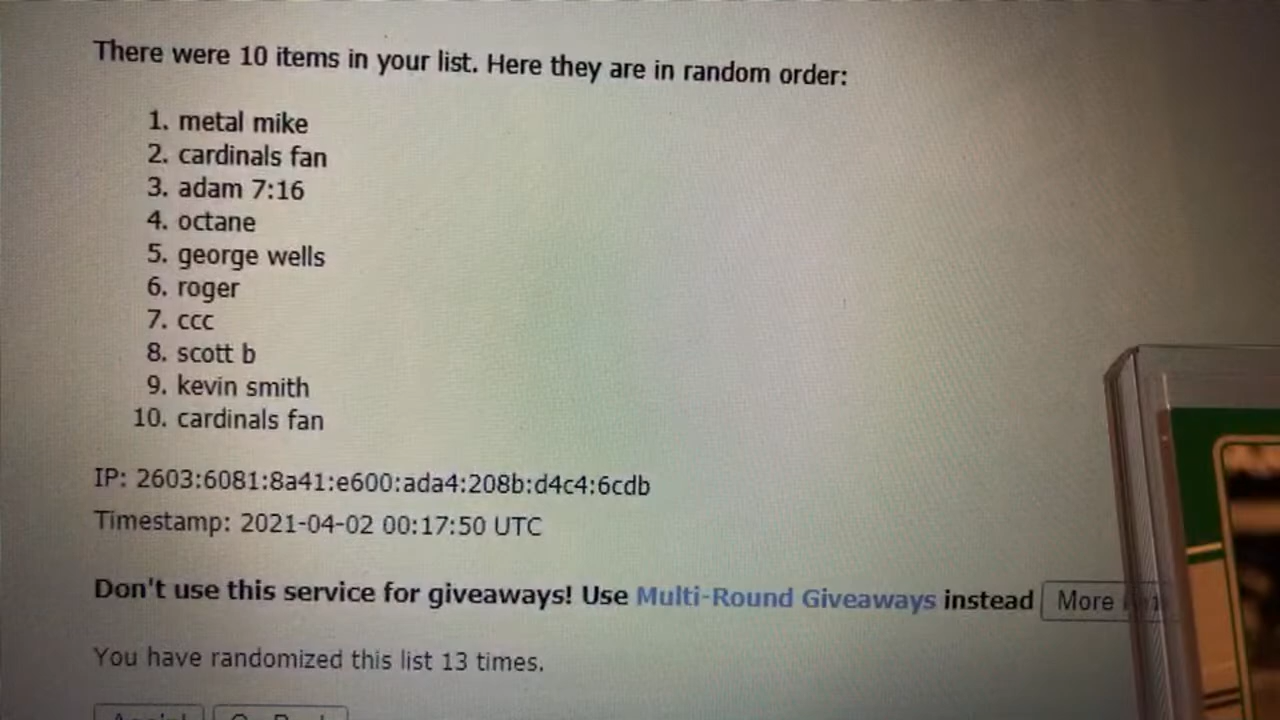 There were 10 items in your list. Here they are in random order:
1. metal mike
2. cardinals fan
3. adam 7:16
4. octane
5. george wells
6. roger
7. ccc
8. scott b
9. kevin smith
10. cardinals fan
IP: 2603:6081:8a41:e600:ada4:208b:d4c4:6cdb
Timestamp: 2021-04-02 00:17:50 UTC
Don't use this service for giveaways! Use Multi-Round Giveaways instead More
You have randomized this list 13 times.